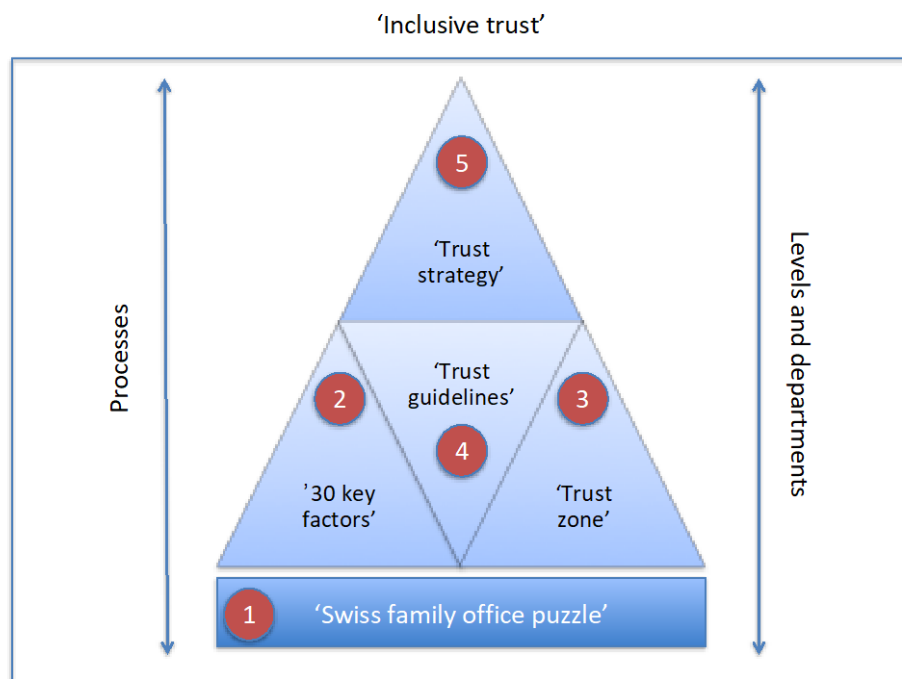 ‘Inclusive trust’
Processes
Levels and departments
5
‘Trust
strategy’
2
’30 key
factors’
‘Trust
guidelines’
4
3
‘Trust
zone’
1
‘Swiss family office puzzle’